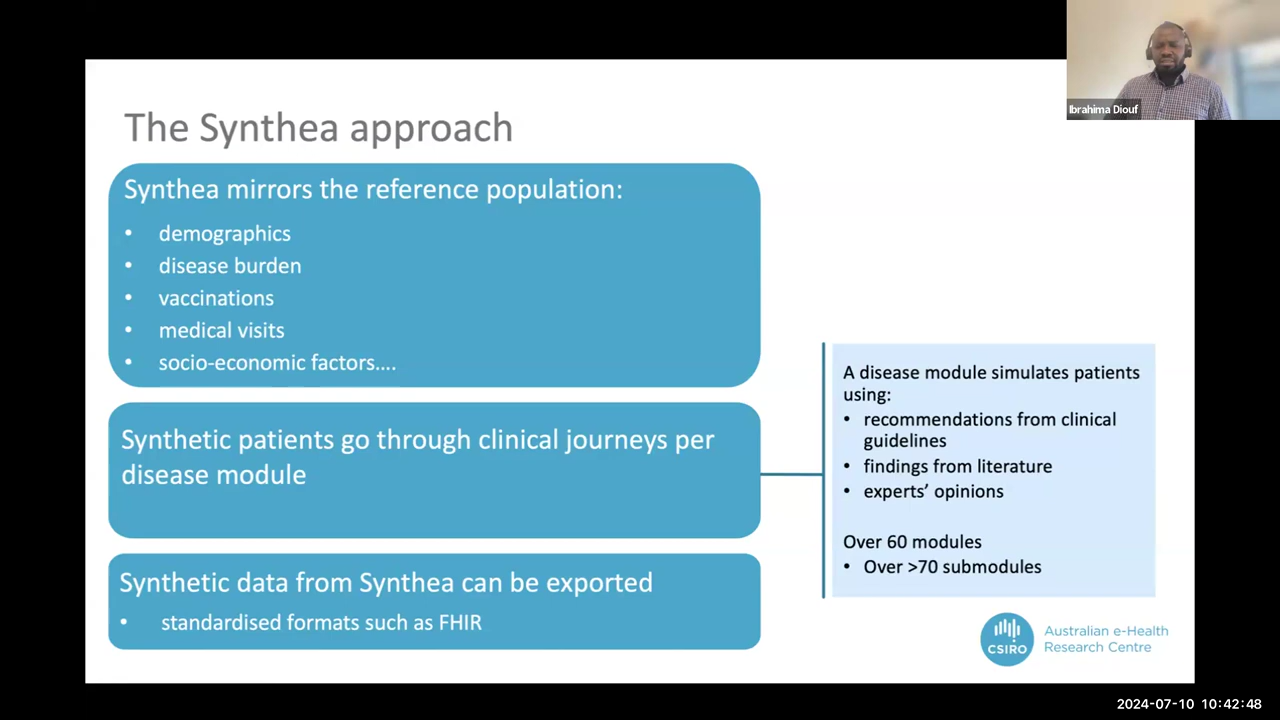 Ibrahima Diouf
The Synthea approach
Synthea mirrors the reference population:
• demographics
• disease burden
• vaccinations
• medical visits
• socio-economic factors....
Synthetic patients go through clinical journeys per
disease module
A disease module simulates patients
using:
• recommendations from clinical
guidelines
• findings from literature
• experts’ opinions
Over 60 modules
• Over >70 submodules
Synthetic data from Synthea can be exported
• standardised formats such as FHIR
CSIRO
Australian e-Health
Research Centre
2024-07-10 10:42:48